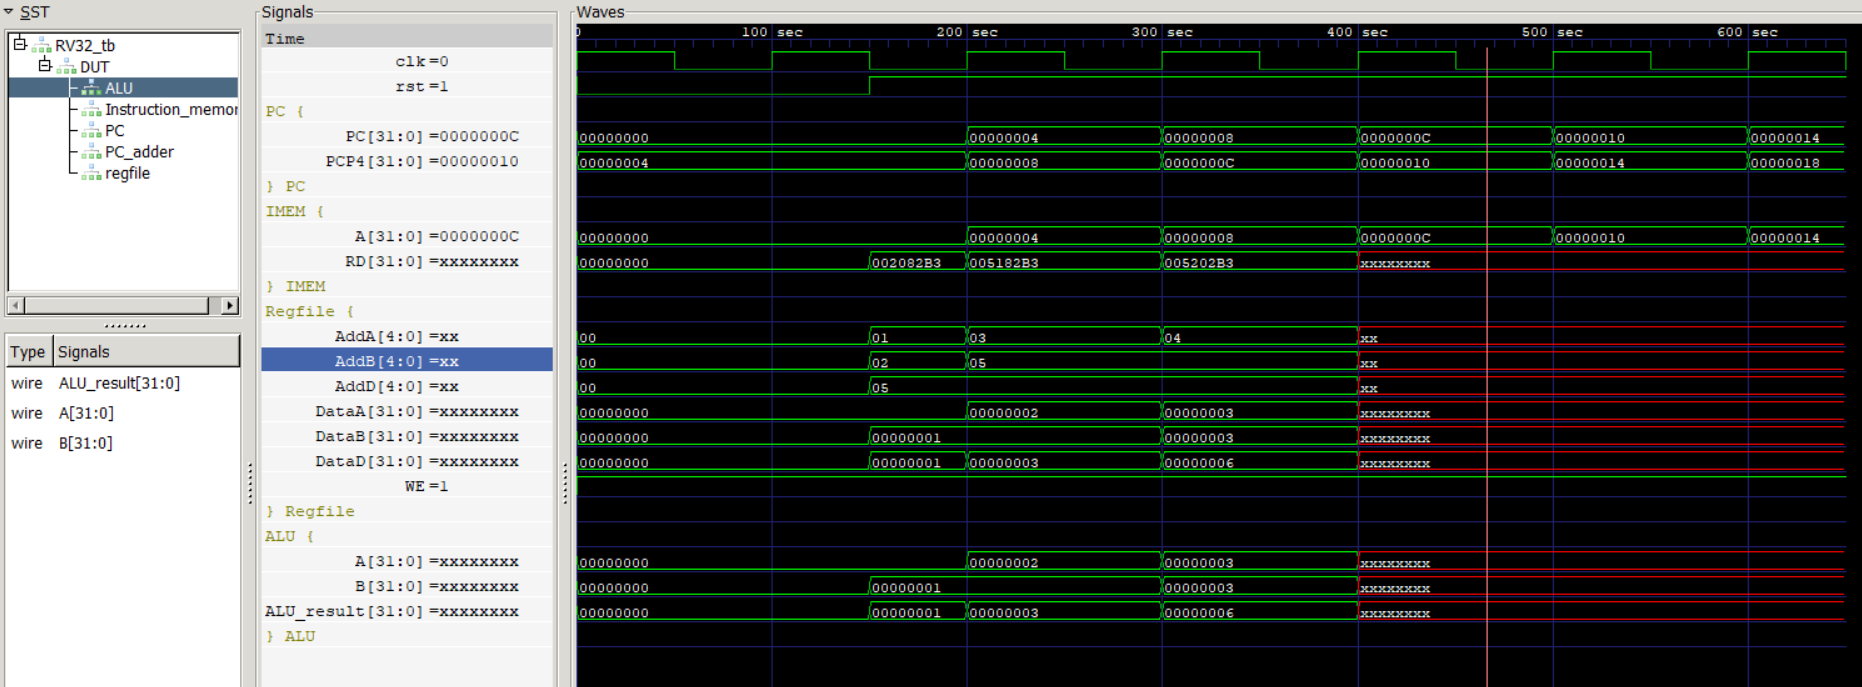 SST
RV32_tb
DUT
ALU
Instruction_memor
PC
PC_adder
regfile
Type Signals
wire ALU_result[31:0]
wire A[31:0]
wire B[31:0]
Signals
Time
clk=0
rst=1
PC {
PC[31:0]=0000000C
PCP4[31:0]=00000010
} PC
IMEM {
A[31:0]=0000000C
RD[31:0]=xxxxxxxx
} IMEM
Regfile {
AddA[4:0]=xx
AddB[4:0]=xx
AddD[4:0]=xx
DataA[31:0]=xxxxxxxx
DataB[31:0]=xxxxxxxx
DataD[31:0]=xxxxxxxx
WE=1
} Regfile
ALU {
A[31:0]=xxxxxxxx
B[31:0]=xxxxxxxx
ALU_result[31:0]=xxxxxxxx
} ALU
Waves
0 100 sec 200 sec 300 sec 400 sec 500 sec 600 sec
00000000 00000004 00000008 0000000C 00000010 00000014
00000004 00000008 0000000C 00000010 00000014 00000018
00000000 00000004 00000008 0000000C 00000010 00000014
00000000 002082B3 005182B3 005202B3 xxxxxxxx
00 01 03 04 xx
00 02 05 xx
00 05 xx
00000000 00000002 00000003 xxxxxxxx
00000000 00000001 00000003 xxxxxxxx
00000000 00000001 00000003 00000006 xxxxxxxx
00000000 00000002 00000003 xxxxxxxx
00000000 00000001 00000003 xxxxxxxx
00000000 00000001 00000003 00000006 xxxxxxxx